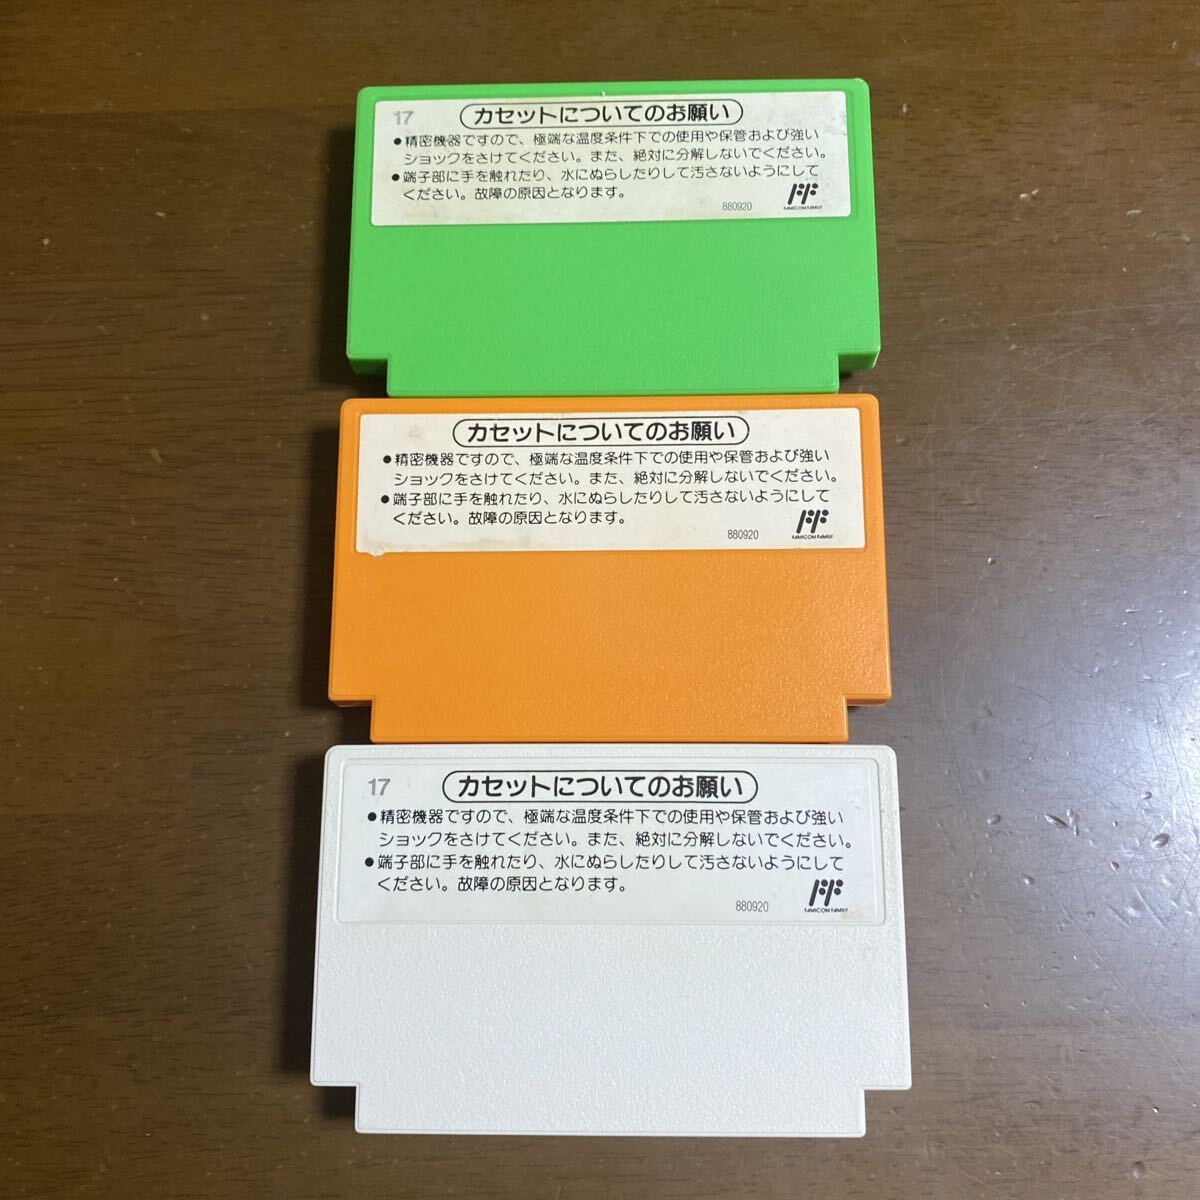 17
カセットについてのお願い
●精密機器ですので、極端な温度条件下での使用や保管および強い
ショックをさけてください。また、絶対に分解しないでください。
●端子部に手を触れたり、水にぬらしたりして汚さないようにして
ください。故障の原因となります。
880920
FAMICOM FAMILY
カセットについてのお願い
●精密機器ですので、極端な温度条件下での使用や保管および強い
ショックをさけてください。また、絶対に分解しないでください。
●端子部に手を触れたり、水にぬらしたりして汚さないようにして
ください。故障の原因となります。
880920
FAMICOM FAMILY
17
カセットについてのお願い
●精密機器ですので、極端な温度条件下での使用や保管および強い
ショックをさけてください。また、絶対に分解しないでください。
●端子部に手を触れたり、水にぬらしたりして汚さないようにして
ください。故障の原因となります。
880920
FAMICOM FAMILY